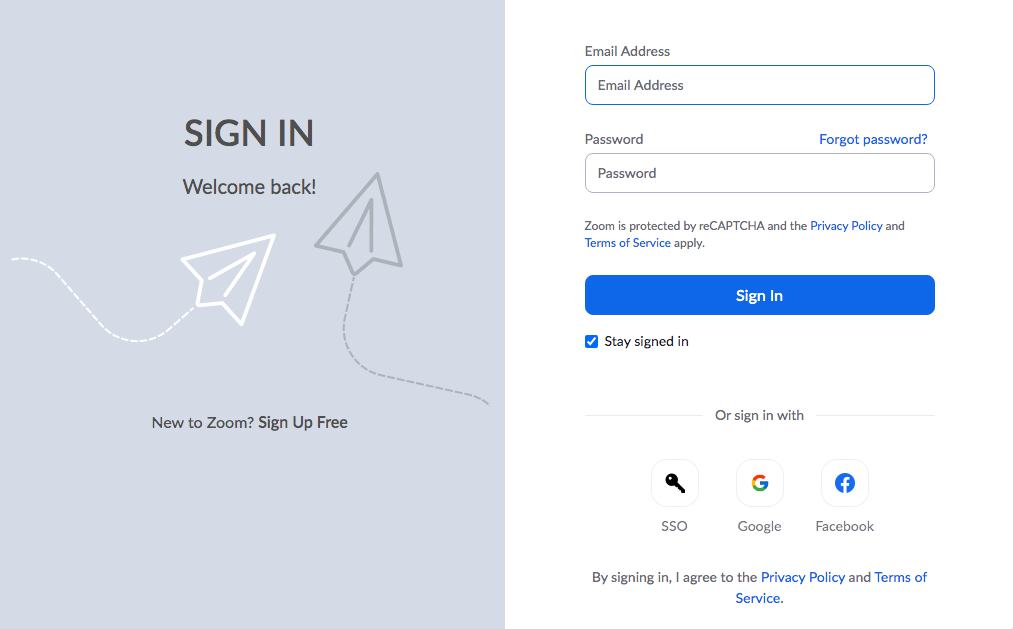 SIGN IN
Welcome back!
New to Zoom? Sign Up Free
Email Address
Email Address
Password Forgot password?
Password
Zoom is protected by reCAPTCHA and the Privacy Policy and
Terms of Service apply.
Sign In
Stay signed in
Or sign in with
SSO Google Facebook
By signing in, I agree to the Privacy Policy and Terms of
Service.